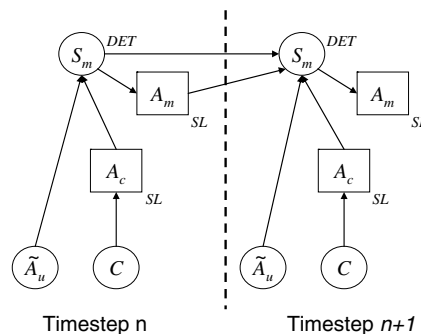 S_m DET S_m DET
A_m SL A_m SL
A_c SL A_c SL
Ã_u C Ã_u C
Timestep n Timestep n+1